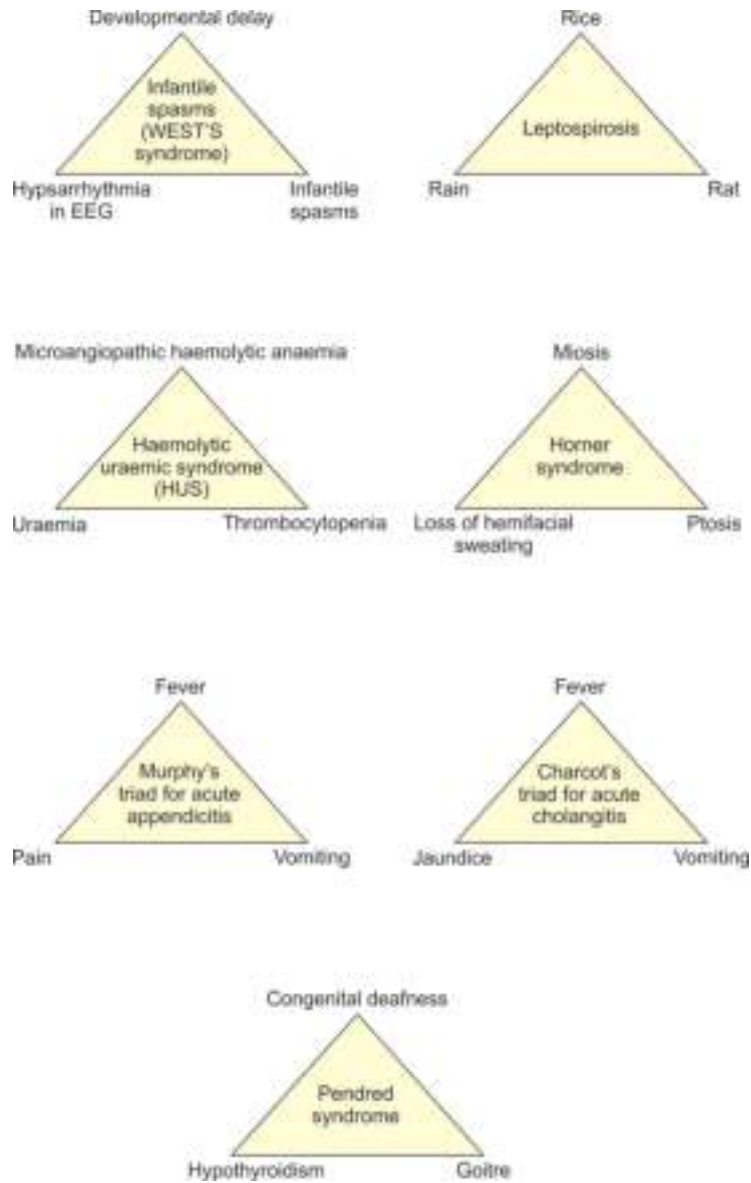 Developmental delay
Infantile
spasms
(WEST'S
syndrome)
Hypsarrhythmia
in EEG
Infantile
spasms
Rice
Leptospirosis
Rain
Rat
Microangiopathic haemolytic anaemia
Haemolytic
uraemic syndrome
(HUS)
Uraemia
Thrombocytopenia
Miosis
Horner
syndrome
Loss of hemifacial
sweating
Ptosis
Fever
Murphy's
triad for acute
appendicitis
Pain
Vomiting
Fever
Charcot's
triad for acute
cholangitis
Jaundice
Vomiting
Congenital deafness
Pendred
syndrome
Hypothyroidism
Goitre